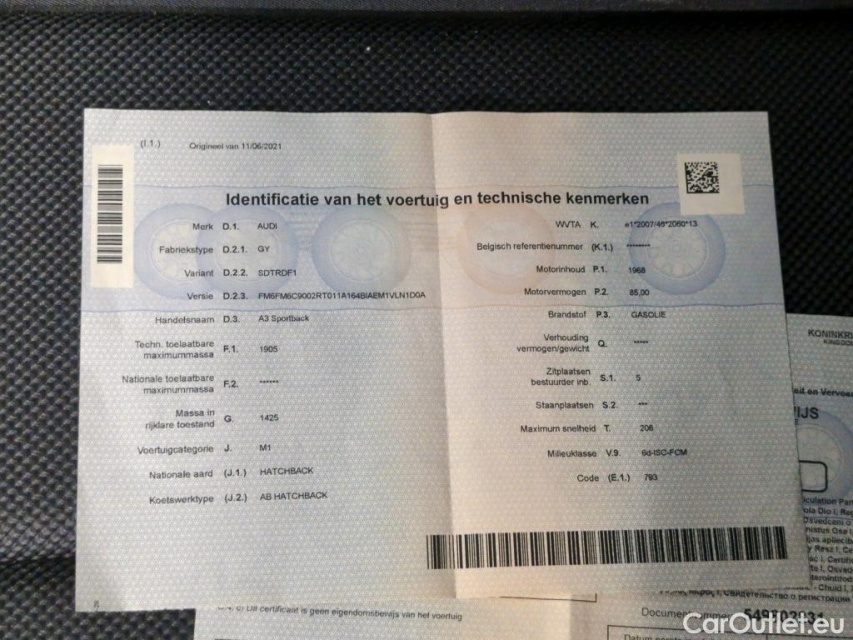 (I.1.) Origineel van 11/06/2021
Identificatie van het voertuig en technische kenmerken
Merk D.1. AUDI
Fabriekstype D.2.1. GY
Variant D.2.2. SDTRDF1
Versie D.2.3. FM6FM6C9002RT011A164BIAEM1VLN1D0A
Handelsnaam D.3. A3 Sportback
Techn. toelaatbare
maximummassa F.1. 1905
Nationale toelaatbare
maximummassa F.2. ******
Massa in
rijklare toestand G. 1425
Voertuigcategorie J. M1
Nationale aard (J.1.) HATCHBACK
Koetswerktype (J.2.) AB HATCHBACK
WVTA K. e1*2007/46*2060*13
Belgisch referentienummer (K.1.) *******
Motorinhoud P.1. 1968
Motorvermogen P.2. 85,00
Brandstof P.3. GASOLIE
Verhouding
vermogen/gewicht Q. *****
Zitplaatsen
bestuurder inb. S.1. 5
Staanplaatsen S.2. ***
Maximum snelheid T. 206
Milieuklasse V.9. 6d-ISC-FCM
Code (E.1.) 793
KONINKR
IJS
certificaat is geen eigendomsbewijs van het voertuig
CarOutlet.eu